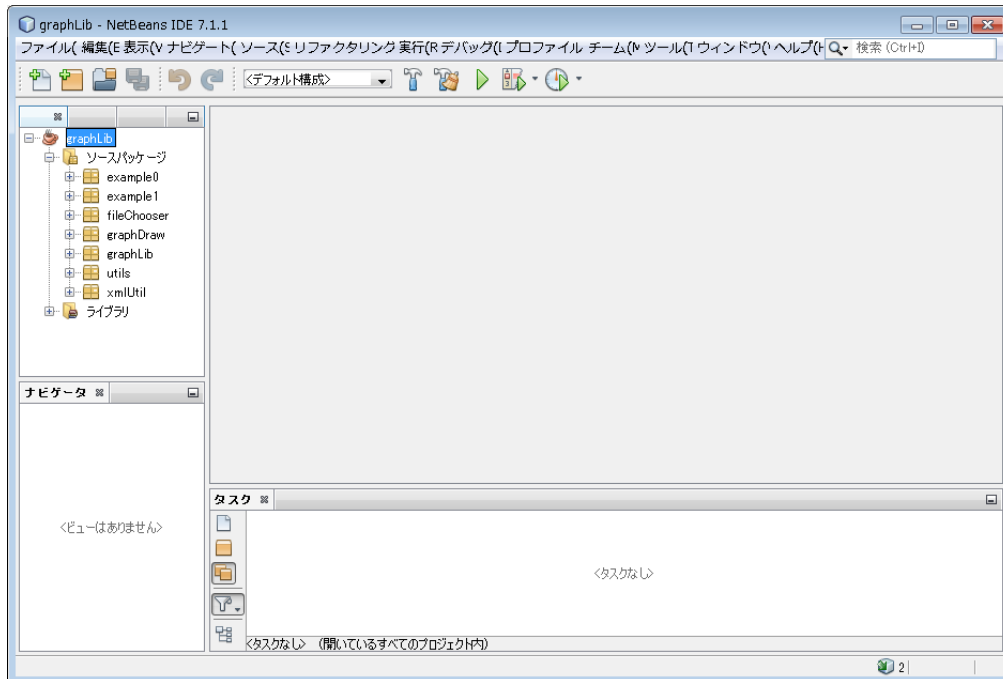 graphLib - NetBeans IDE 7.1.1
ファイル( 編集(E 表示(V ナビゲート( ソース(S リファクタリング 実行(R デバッグ(I プロファイル チーム(M ツール(T ウィンドウ(\ ヘルプ(H 検索 (Ctrl+I)
<デフォルト構成>
graphLib
ソースパッケージ
example0
example1
fileChooser
graphDraw
graphLib
utils
xmlUtil
ライブラリ
ナビゲータ
<ビューはありません>
タスク
<タスクなし>
<タスクなし> (開いているすべてのプロジェクト内)
2